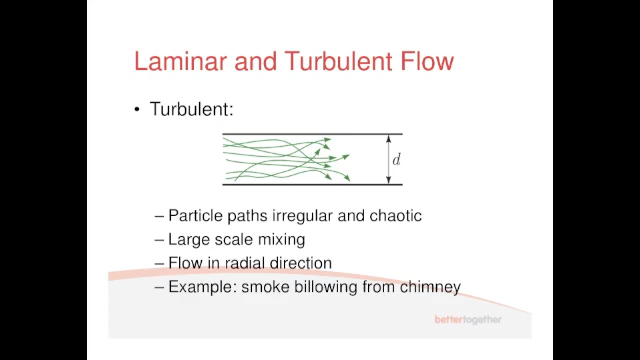 Laminar and Turbulent Flow
• Turbulent:
d
– Particle paths irregular and chaotic
– Large scale mixing
– Flow in radial direction
– Example: smoke billowing from chimney
bettertogether